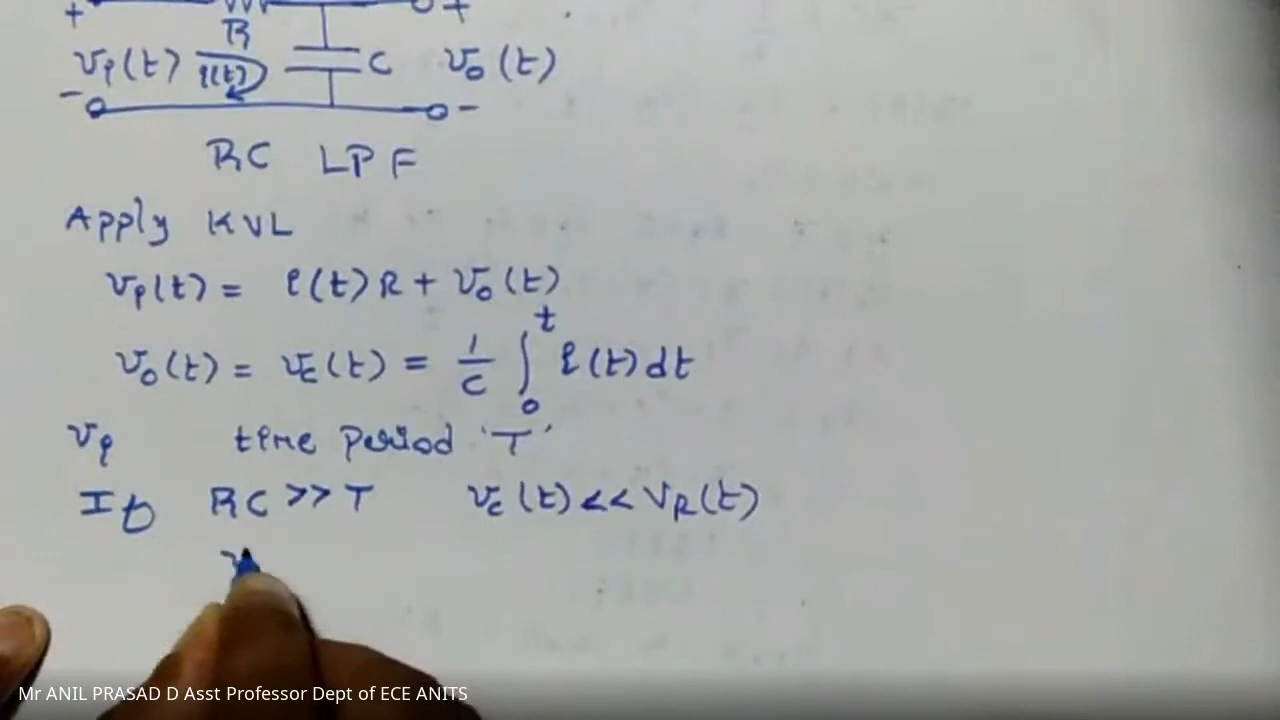 + +
R
vi(t) i(t) C vo(t)
- -
RC LPF
Apply KVL
vi(t) = i(t) R + vo(t)
vo(t) = vc(t) = 1/C ∫₀ᵗ i(t) dt
vi time period 'T'
If RC >> T vc(t) << VR(t)
Mr ANIL PRASAD D Asst Professor Dept of ECE ANITS